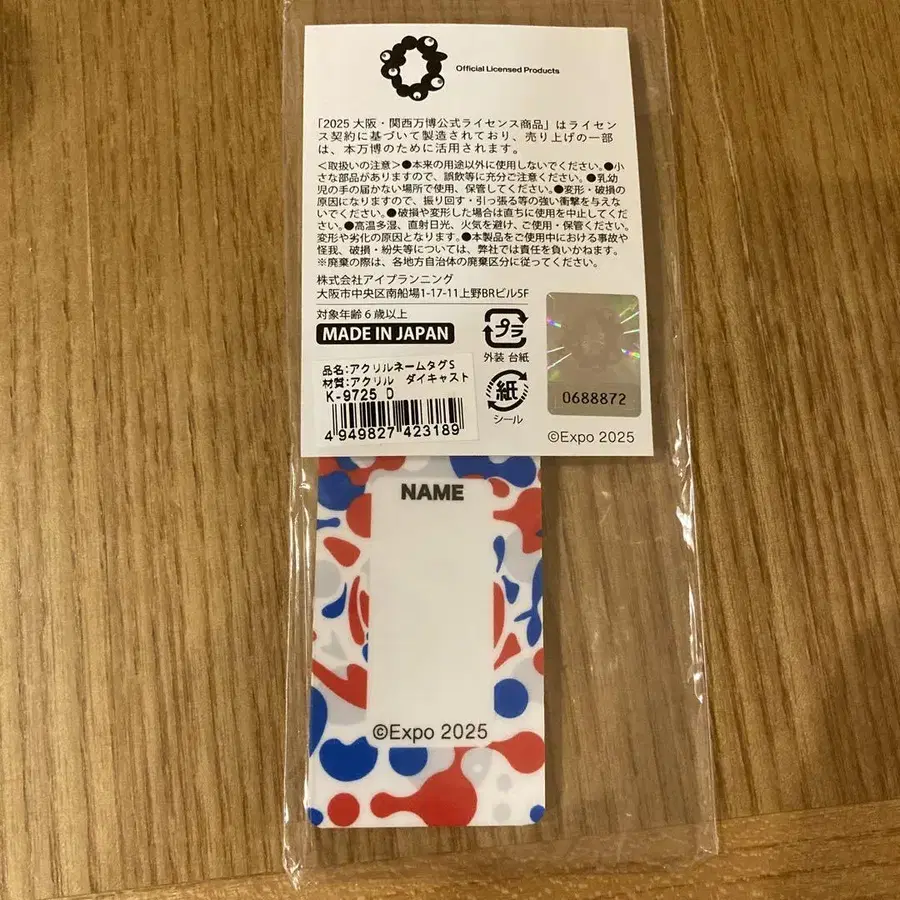 Official Licensed Products
「2025 大阪・関西万博公式ライセンス商品」はライセン
ス契約に基づいて製造されており、売り上げの一部
は、本万博のために活用されます。
＜取扱いの注意＞●本来の用途以外に使用しないでください。●小
さな部品がありますので、誤飲等に充分ご注意ください。●乳幼
児の手の届かない場所で使用、保管してください。●変形・破損の
原因になりますので、振り回す・引っ張る等の強い衝撃を与えな
いでください。●破損や変形した場合は直ちに使用を中止してくだ
さい。●高温多湿、直射日光、火気を避け、ご使用・保管ください。
変形や劣化の原因となります。●本製品をご使用中における事故や
怪我、破損・紛失等については、弊社では責任を負いかねます。
※廃棄の際は、各地方自治体の廃棄区分に従ってください。
株式会社アイプランニング
大阪市中央区南船場1-17-11上野BRビル5F
対象年齢６歳以上
MADE IN JAPAN
プラ
外装 台紙
紙
シール
品名:アクリルネームタグS
材質:アクリル　ダイキャスト
K-9725 D
4 949827 423189
0688872
©Expo 2025
NAME
©Expo 2025